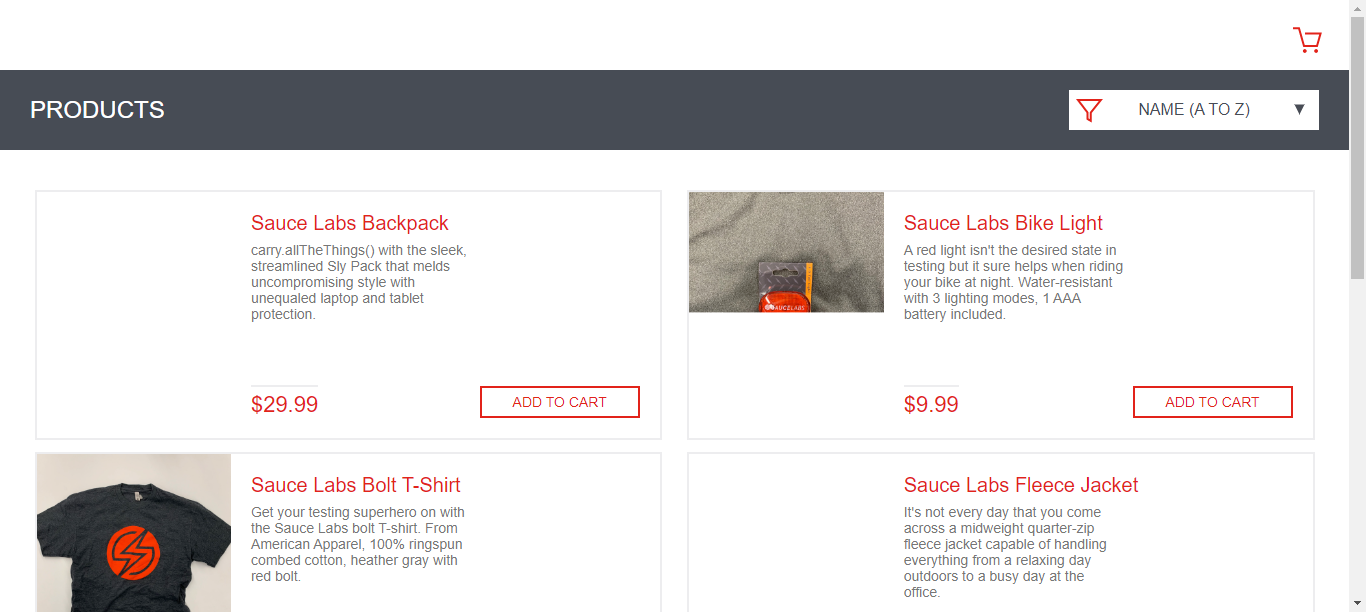 PRODUCTS
NAME (A TO Z)
Sauce Labs Backpack
carry.allTheThings() with the sleek,
streamlined Sly Pack that melds
uncompromising style with
unequaled laptop and tablet
protection.
$29.99
ADD TO CART
SAUCELABS
Sauce Labs Bike Light
A red light isn't the desired state in
testing but it sure helps when riding
your bike at night. Water-resistant
with 3 lighting modes, 1 AAA
battery included.
$9.99
ADD TO CART
Sauce Labs Bolt T-Shirt
Get your testing superhero on with
the Sauce Labs bolt T-shirt. From
American Apparel, 100% ringspun
combed cotton, heather gray with
red bolt.
Sauce Labs Fleece Jacket
It's not every day that you come
across a midweight quarter-zip
fleece jacket capable of handling
everything from a relaxing day
outdoors to a busy day at the
office.